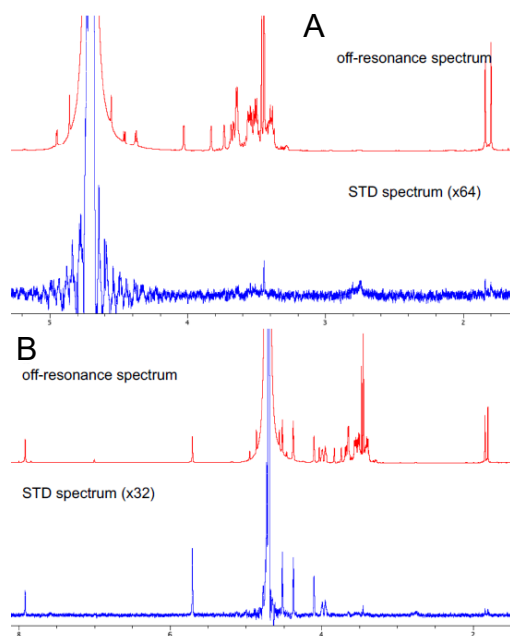 A
off-resonance spectrum
STD spectrum (x64)
5 4 3 2
B
off-resonance spectrum
STD spectrum (x32)
8 6 4 2